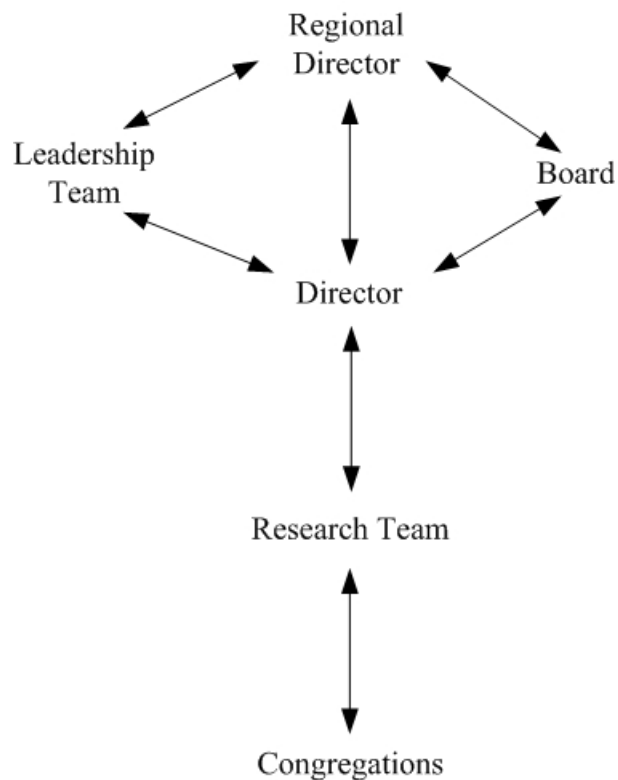 Regional
Director
Leadership
Team
Board
Director
Research Team
Congregations